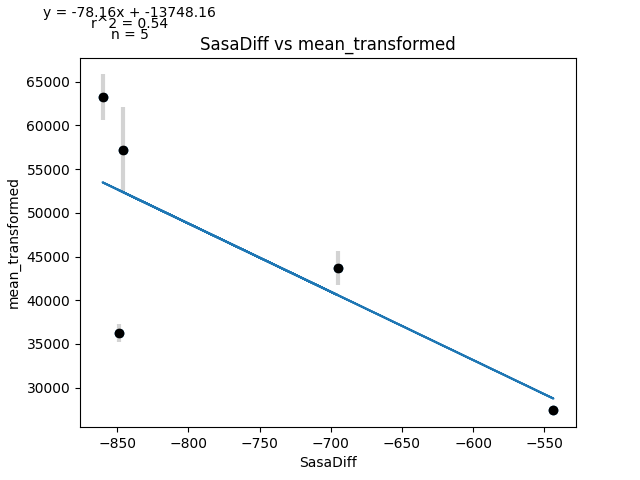 y = -78.16x + -13748.16
r^2 = 0.54
n = 5
SasaDiff vs mean_transformed
65000
60000
55000
50000
45000
40000
35000
30000
mean_transformed
−850 −800 −750 −700 −650 −600 −550
SasaDiff